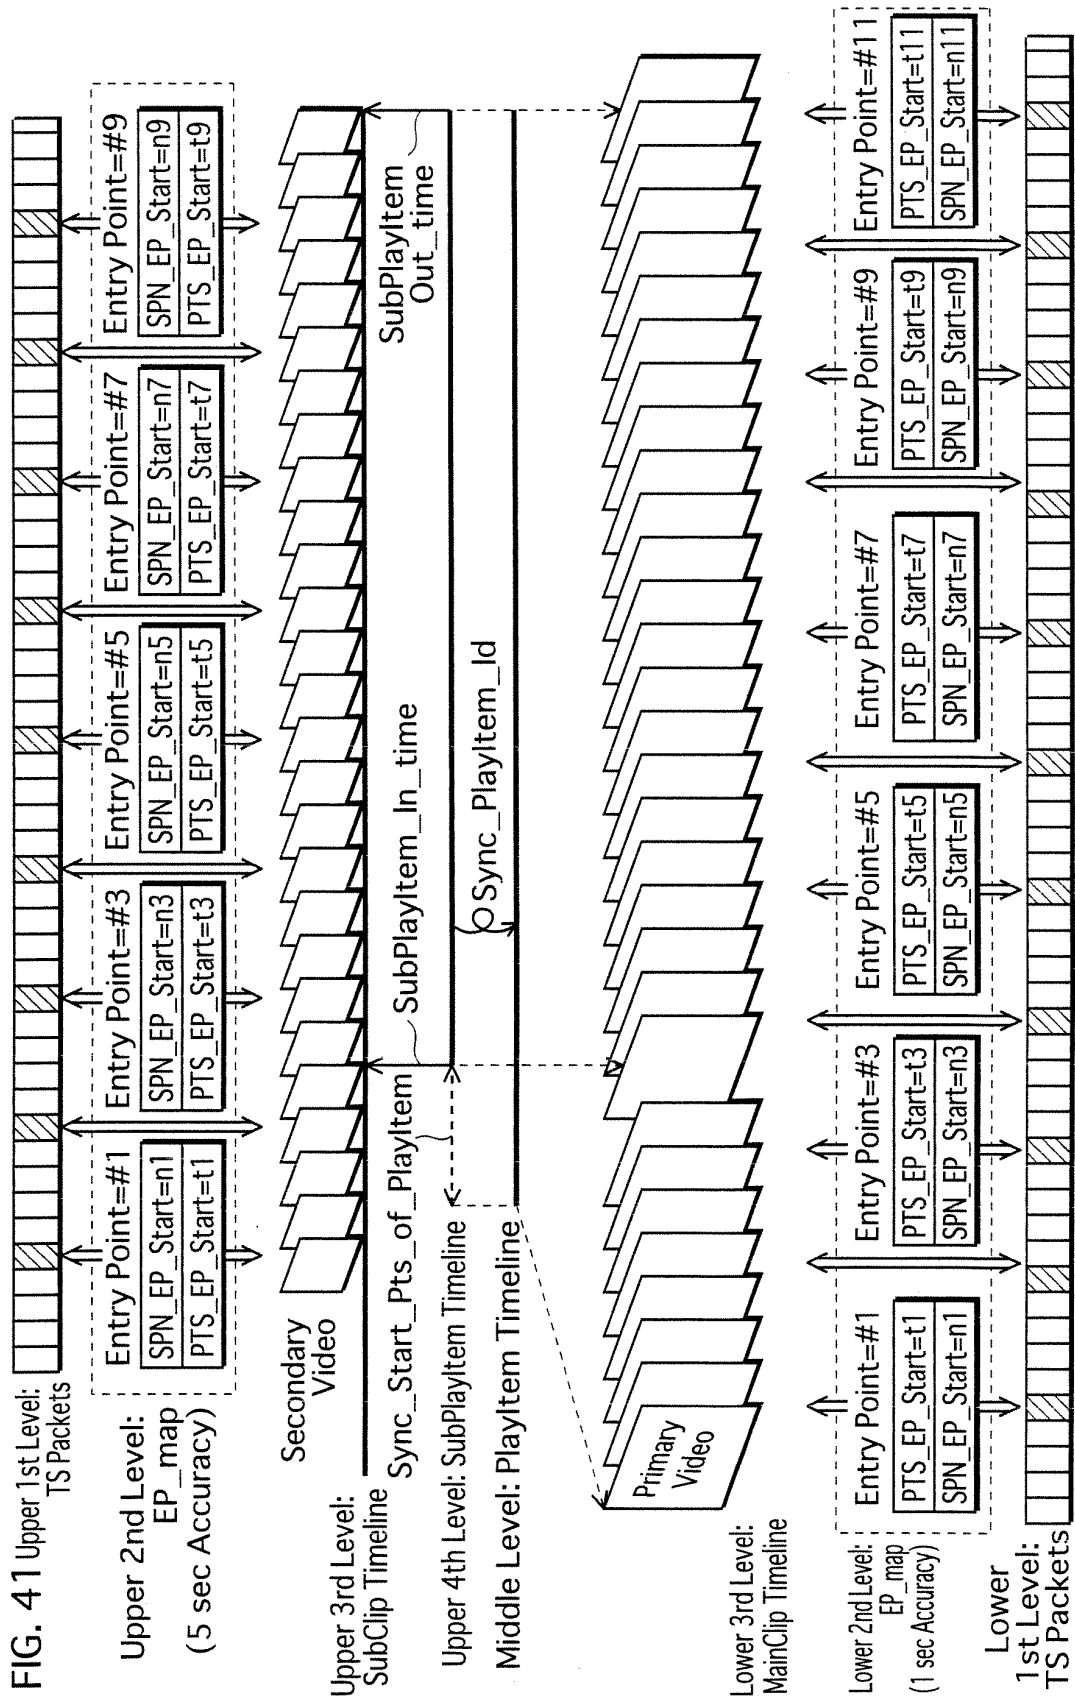 FIG. 41
Upper 1st Level:
TS Packets
Upper 2nd Level:
EP_map
(5 sec Accuracy)
Entry Point=#1
SPN_EP_Start=n1
PTS_EP_Start=t1
Entry Point=#3
SPN_EP_Start=n3
PTS_EP_Start=t3
Entry Point=#5
SPN_EP_Start=n5
PTS_EP_Start=t5
Entry Point=#7
SPN_EP_Start=n7
PTS_EP_Start=t7
Entry Point=#9
SPN_EP_Start=n9
PTS_EP_Start=t9
Secondary
Video
Upper 3rd Level:
SubClip Timeline
Sync_Start_Pts_of_PlayItem
SubPlayItem_In_time
SubPlayItem
Out_time
Upper 4th Level: SubPlayItem Timeline
Sync_PlayItem_Id
Middle Level: PlayItem Timeline
Primary
Video
Lower 3rd Level:
MainClip Timeline
Lower 2nd Level:
EP_map
(1 sec Accuracy)
Entry Point=#1
PTS_EP_Start=t1
SPN_EP_Start=n1
Entry Point=#3
PTS_EP_Start=t3
SPN_EP_Start=n3
Entry Point=#5
PTS_EP_Start=t5
SPN_EP_Start=n5
Entry Point=#7
PTS_EP_Start=t7
SPN_EP_Start=n7
Entry Point=#9
PTS_EP_Start=t9
SPN_EP_Start=n9
Entry Point=#11
PTS_EP_Start=t11
SPN_EP_Start=n11
Lower
1st Level:
TS Packets